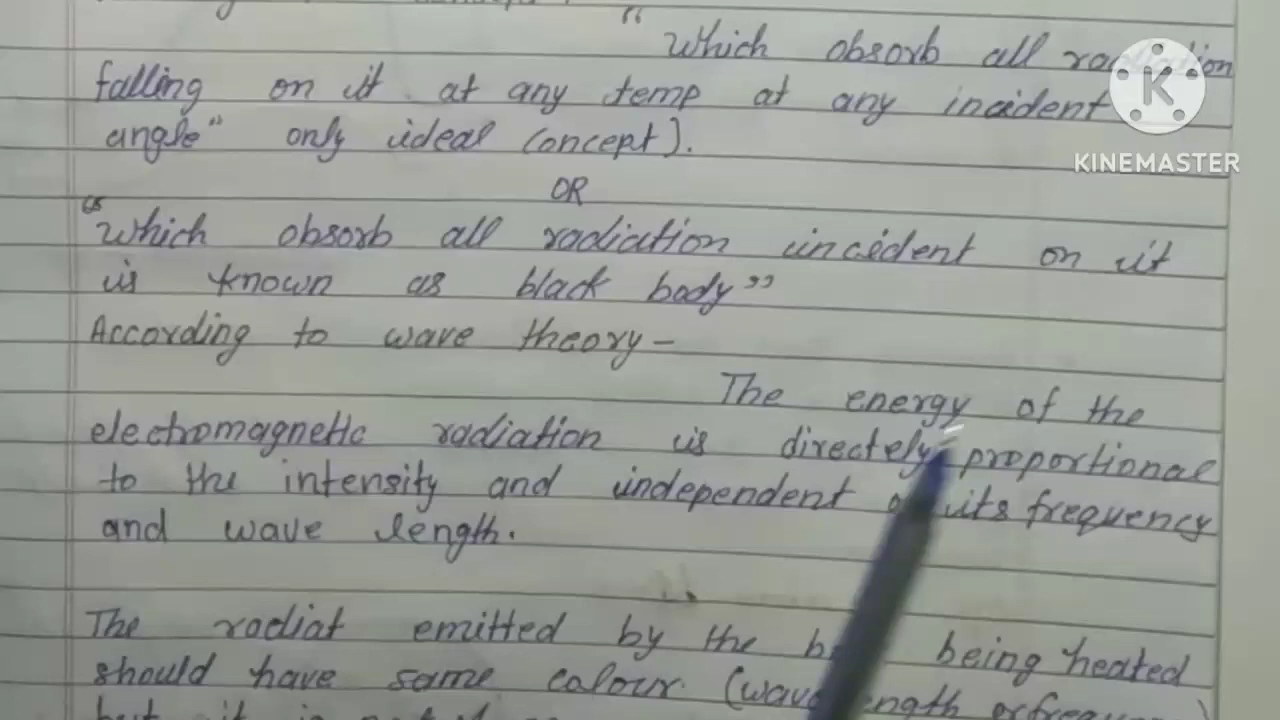 "Which absorb all radiation
falling on it at any temp at any incident
angle" only ideal concept).
OR
"Which absorb all radiation incident on it
is known as black body"
According to wave theory-
The energy of the
electromagnetic radiation is directely proportional
to the intensity and independent its frequency
and wave length.
The radiat emitted by the being heated
should have same colour. (wave length or
KINEMASTER